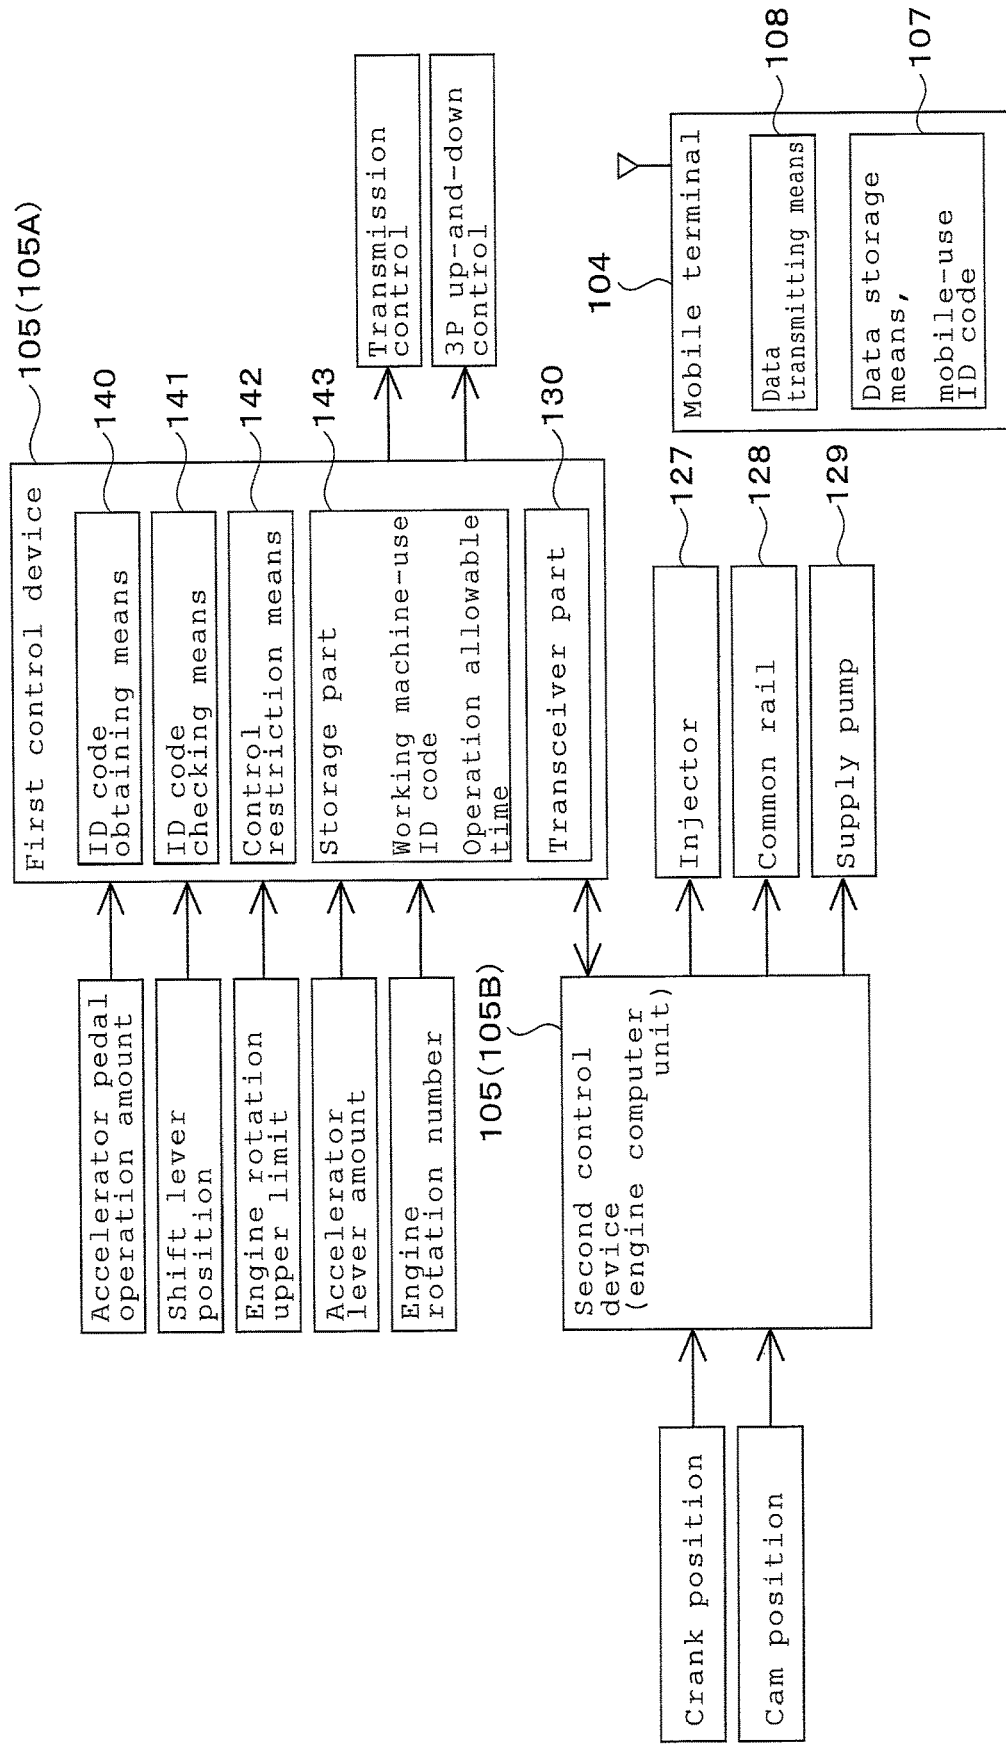 105(105A)
First control device
ID code
obtaining means
140
ID code
checking means
141
Control
restriction means
142
Storage part
Working machine-use
ID code
Operation allowable
time
143
Transceiver part
130
Accelerator pedal
operation amount
Shift lever
position
Engine rotation
upper limit
Accelerator
lever amount
Engine
rotation number
Transmission
control
3P up-and-down
control
105(105B)
Second control
device
(engine computer
unit)
Crank position
Cam position
Injector
127
Common rail
128
Supply pump
129
104
Mobile terminal
Data
transmitting means
108
Data storage
means,
mobile-use
ID code
107